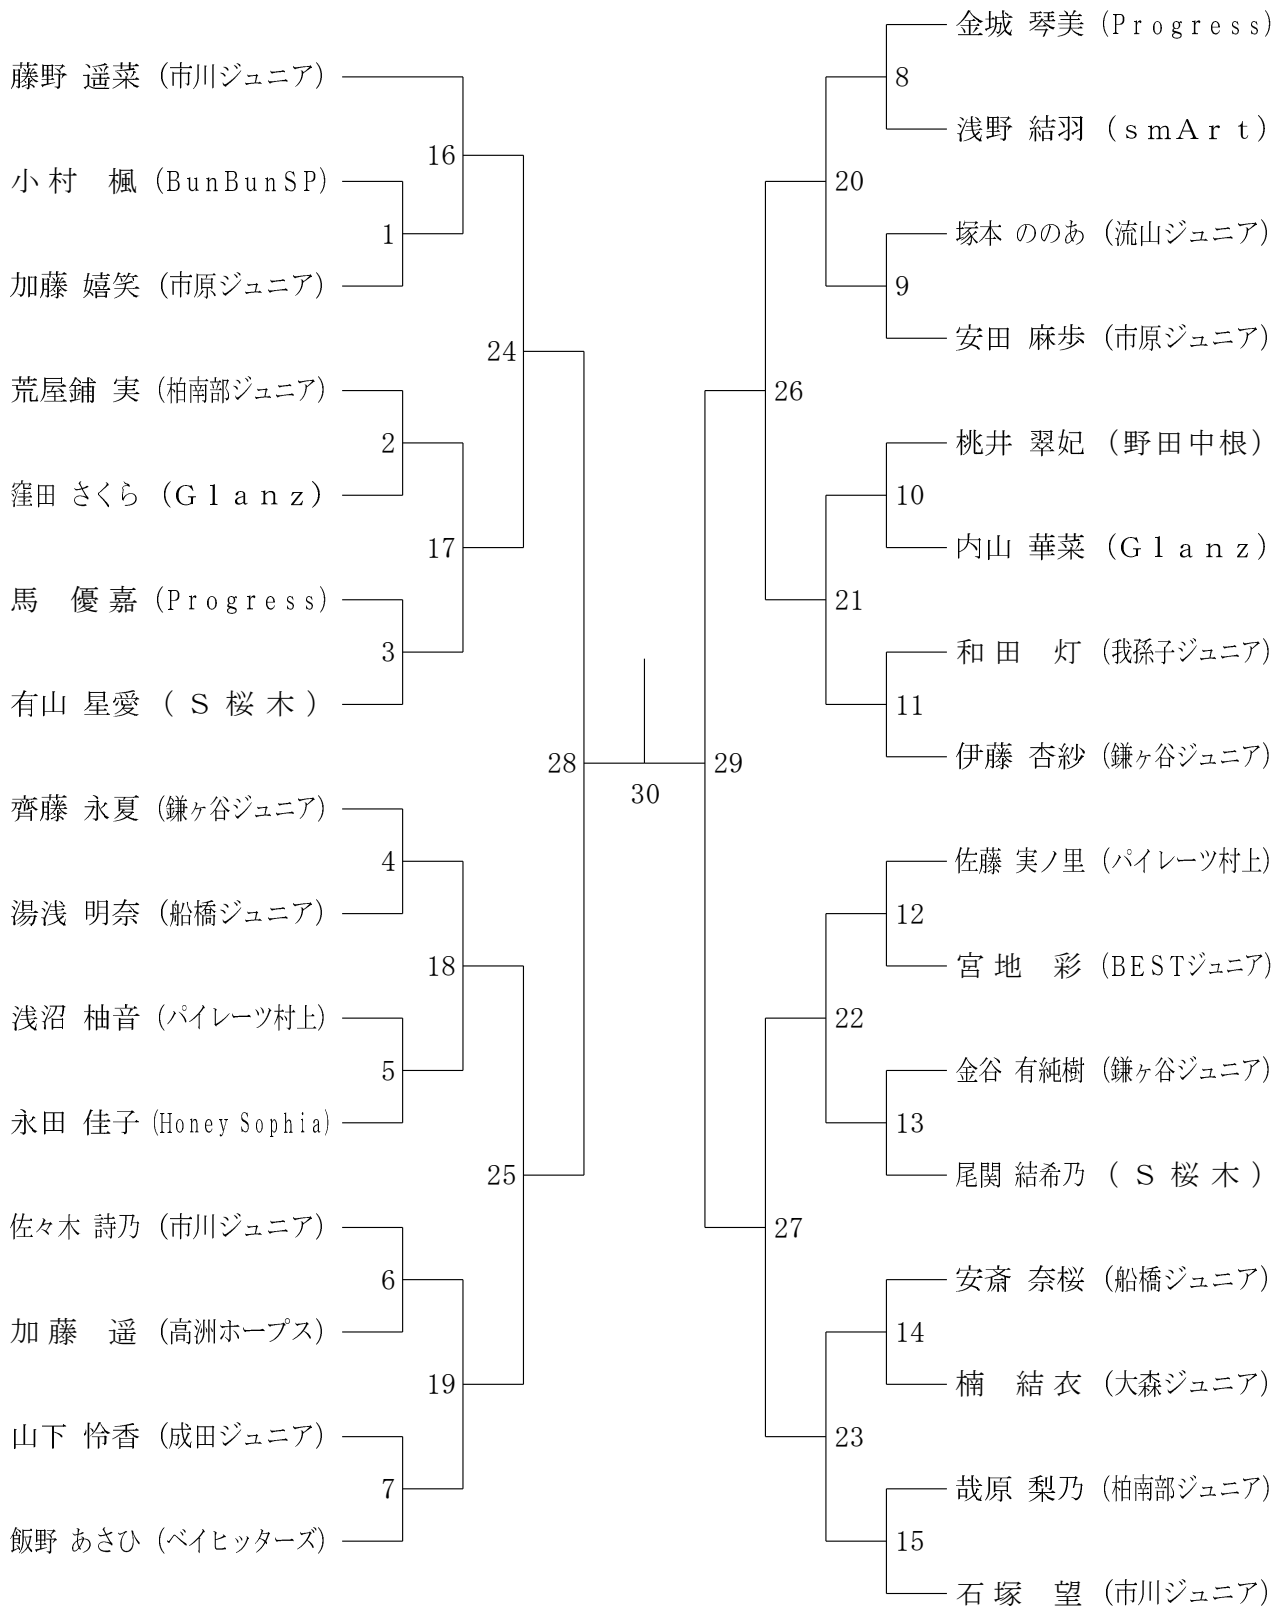 藤野 遥菜 (市川ジュニア)
16
小村 楓 (BunBunSP)
1
加藤 嬉笑 (市原ジュニア)
24
荒屋鋪 実 (柏南部ジュニア)
2
窪田 さくら (Glanz)
17
馬 優嘉 (Progress)
3
有山 星愛 (S桜木)
28
齊藤 永夏 (鎌ヶ谷ジュニア)
4
湯浅 明奈 (船橋ジュニア)
18
浅沼 柚音 (パイレーツ村上)
5
永田 佳子 (Honey Sophia)
25
佐々木 詩乃 (市川ジュニア)
6
加藤 遥 (高洲ホープス)
19
山下 怜香 (成田ジュニア)
7
飯野 あさひ (ベイヒッターズ)
30
金城 琴美 (Progress)
8
浅野 結羽 (smArt)
20
塚本 ののあ (流山ジュニア)
9
安田 麻歩 (市原ジュニア)
26
桃井 翠妃 (野田中根)
10
内山 華菜 (Glanz)
21
和田 灯 (我孫子ジュニア)
11
伊藤 杏紗 (鎌ヶ谷ジュニア)
29
佐藤 実ノ里 (パイレーツ村上)
12
宮地 彩 (BESTジュニア)
22
金谷 有純樹 (鎌ヶ谷ジュニア)
13
尾関 結希乃 (S桜木)
27
安斎 奈桜 (船橋ジュニア)
14
楠 結衣 (大森ジュニア)
23
哉原 梨乃 (柏南部ジュニア)
15
石塚 望 (市川ジュニア)